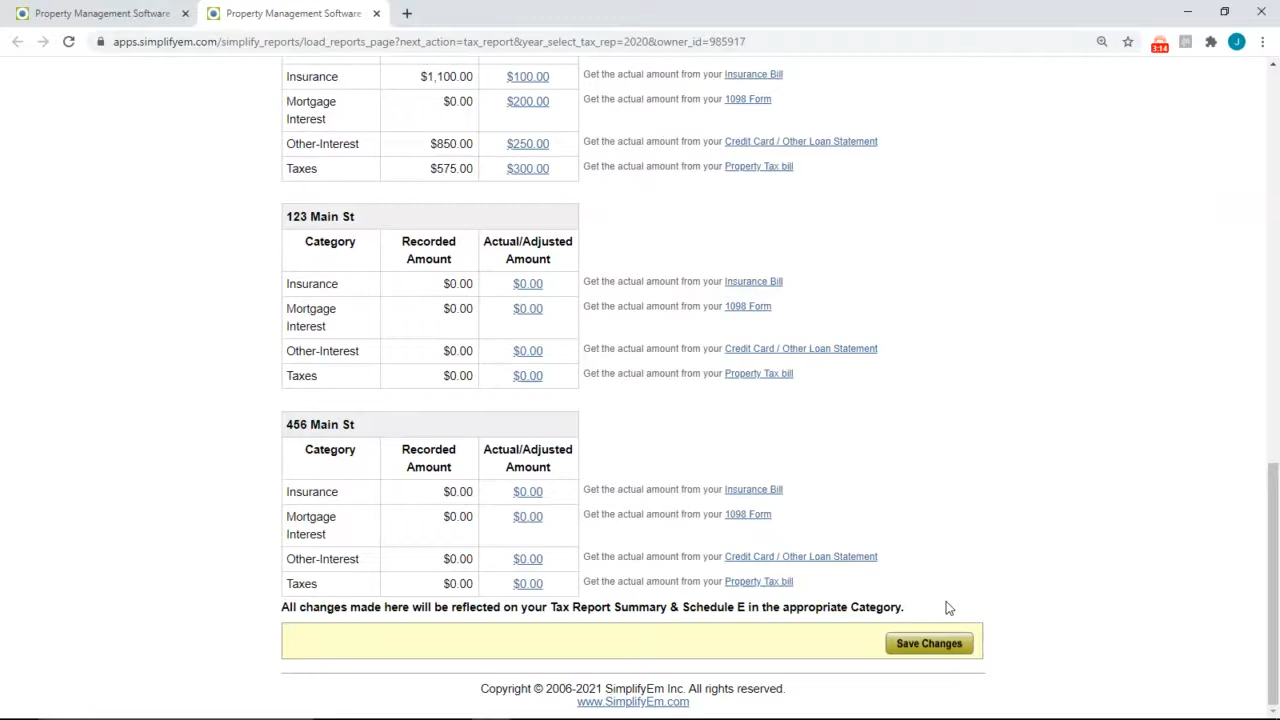 Property Management Software
Property Management Software
apps.simplifyem.com/simplify_reports/load_reports_page?next_action=tax_report&year_select_tax_rep=2020&owner_id=985917
3:14
J
Insurance $1,100.00 $100.00 Get the actual amount from your Insurance Bill
Mortgage Interest $0.00 $200.00 Get the actual amount from your 1098 Form
Other-Interest $850.00 $250.00 Get the actual amount from your Credit Card / Other Loan Statement
Taxes $575.00 $300.00 Get the actual amount from your Property Tax bill
123 Main St
Category Recorded Amount Actual/Adjusted Amount
Insurance $0.00 $0.00 Get the actual amount from your Insurance Bill
Mortgage Interest $0.00 $0.00 Get the actual amount from your 1098 Form
Other-Interest $0.00 $0.00 Get the actual amount from your Credit Card / Other Loan Statement
Taxes $0.00 $0.00 Get the actual amount from your Property Tax bill
456 Main St
Category Recorded Amount Actual/Adjusted Amount
Insurance $0.00 $0.00 Get the actual amount from your Insurance Bill
Mortgage Interest $0.00 $0.00 Get the actual amount from your 1098 Form
Other-Interest $0.00 $0.00 Get the actual amount from your Credit Card / Other Loan Statement
Taxes $0.00 $0.00 Get the actual amount from your Property Tax bill
All changes made here will be reflected on your Tax Report Summary & Schedule E in the appropriate Category.
Save Changes
Copyright © 2006-2021 SimplifyEm Inc. All rights reserved.
www.SimplifyEm.com